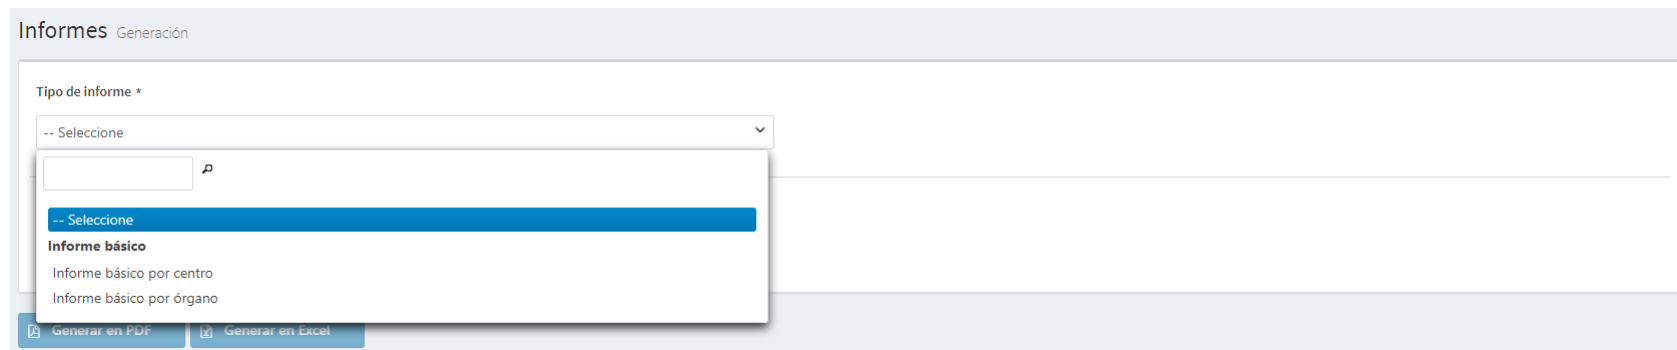 Informes Generación
Tipo de informe *
-- Seleccione
-- Seleccione
Informe básico
Informe básico por centro
Informe básico por órgano
Generar en PDF Generar en Excel